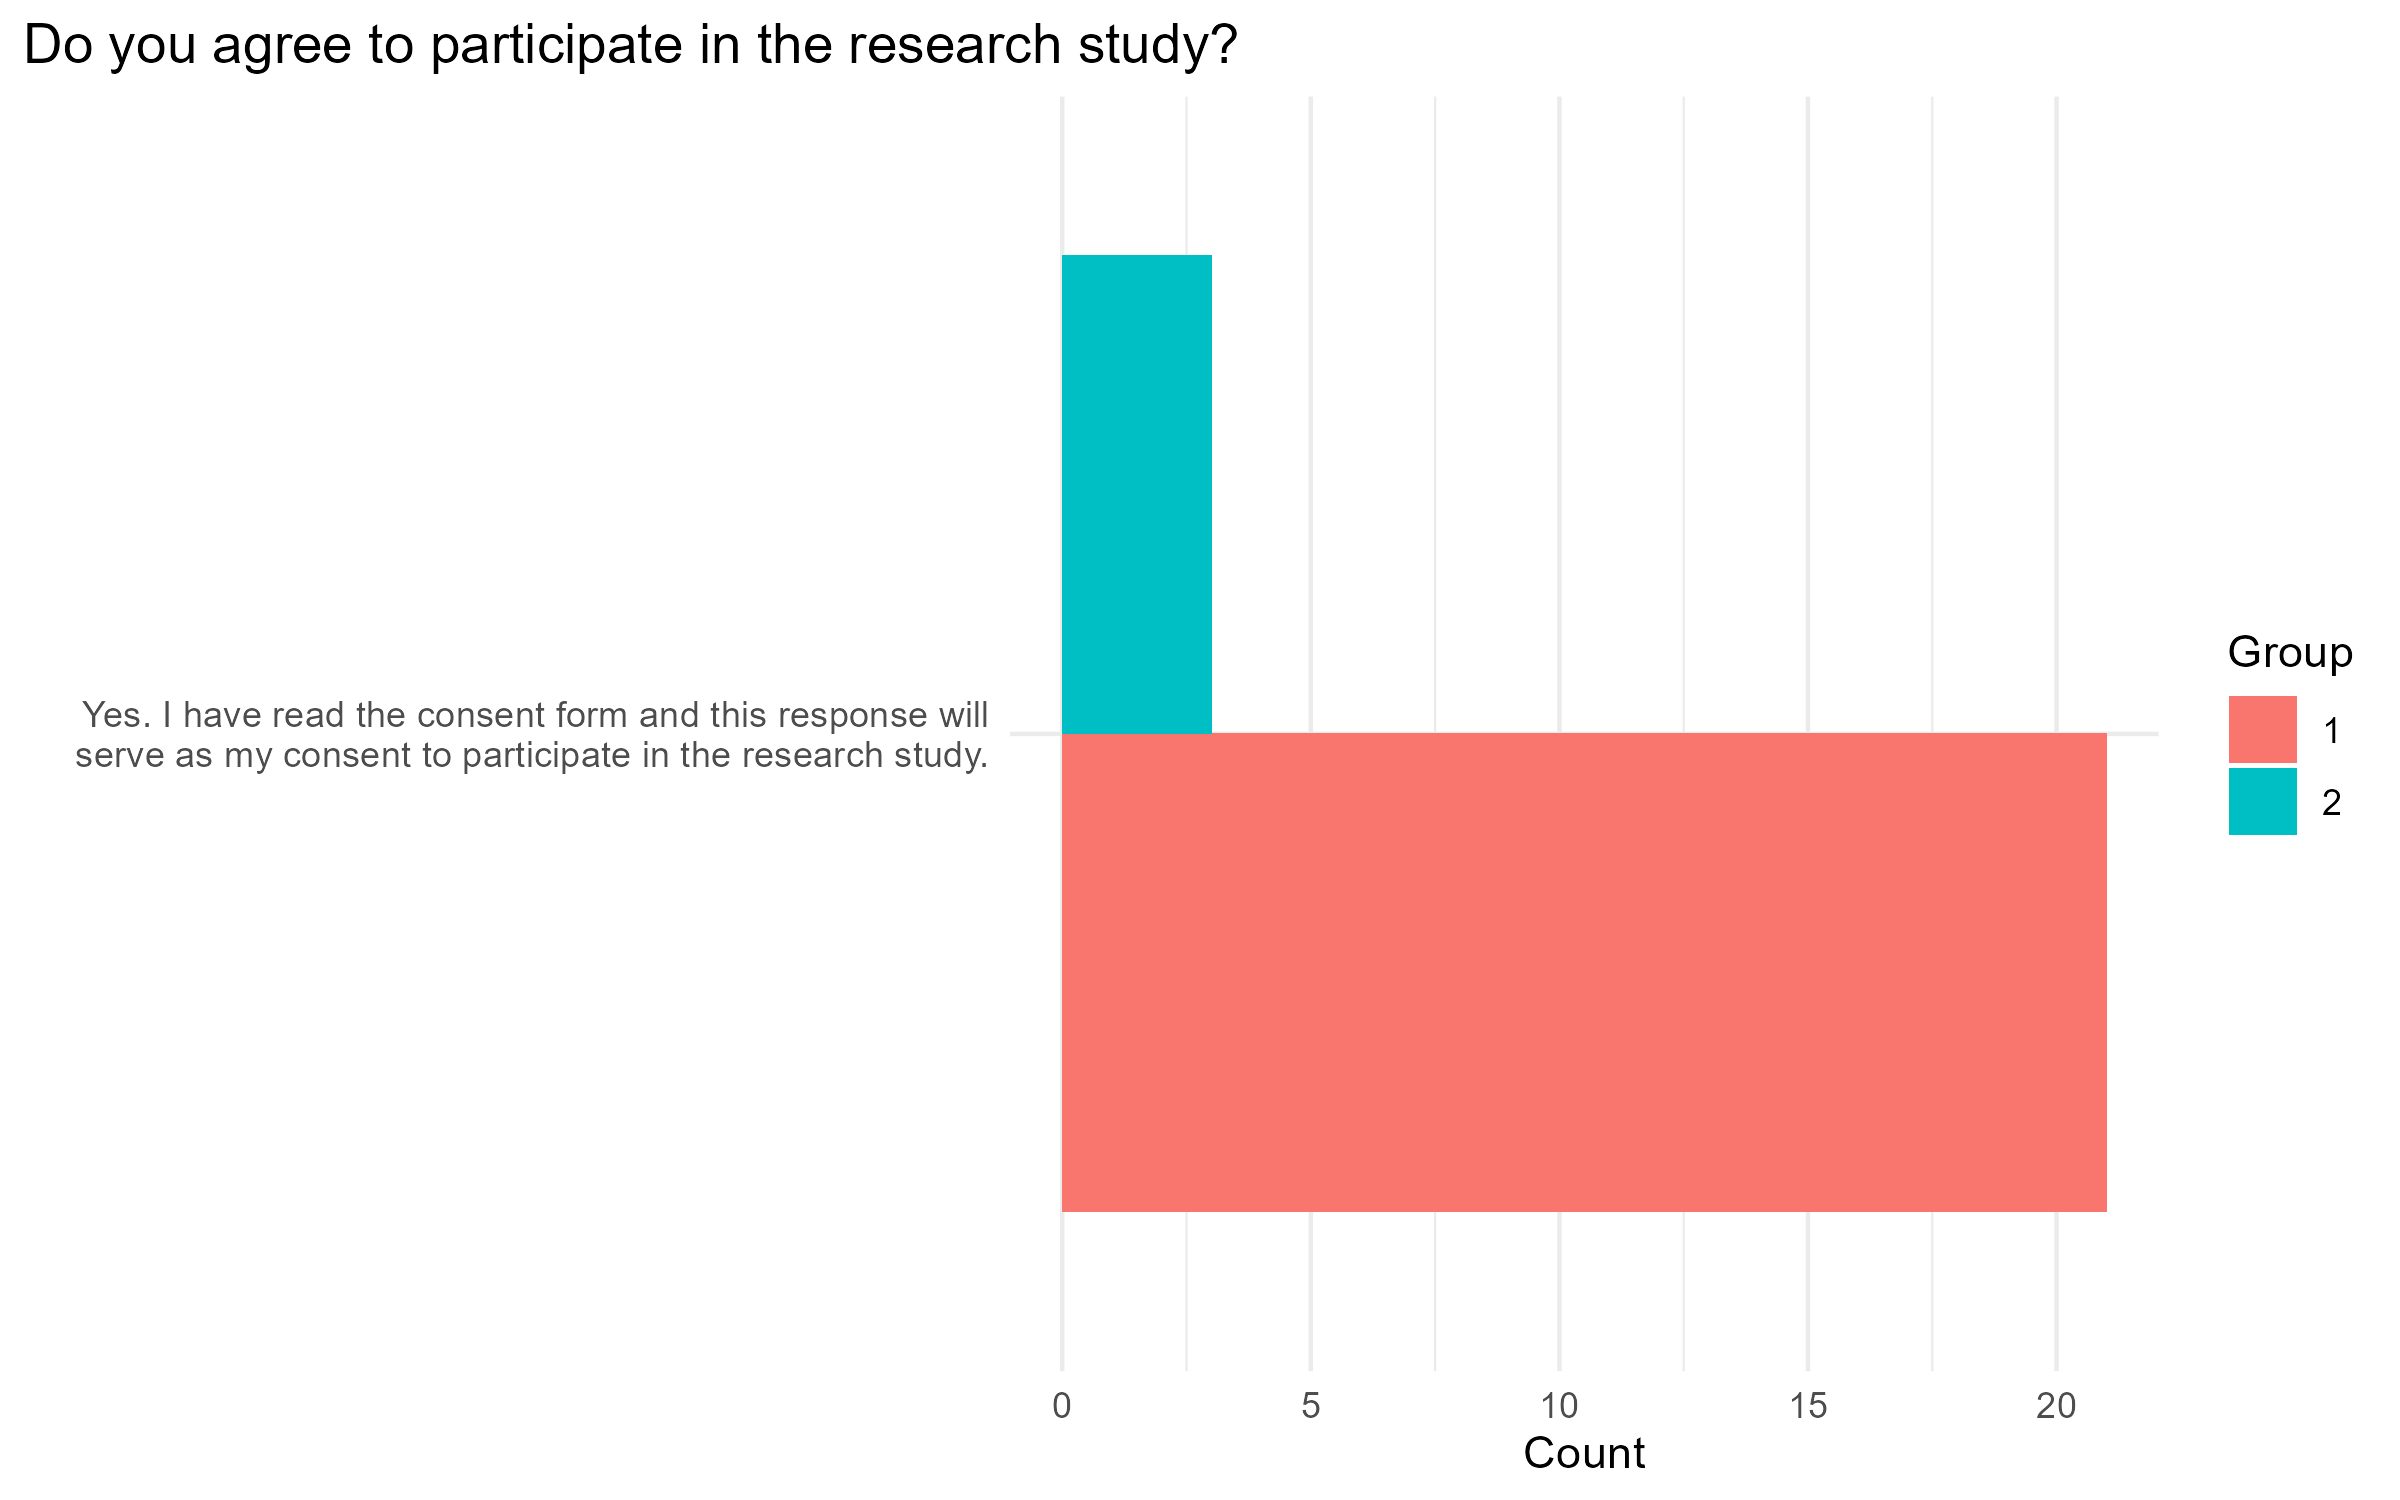 Do you agree to participate in the research study?
Yes. I have read the consent form and this response will
serve as my consent to participate in the research study.
Group
1
2
0 5 10 15 20
Count